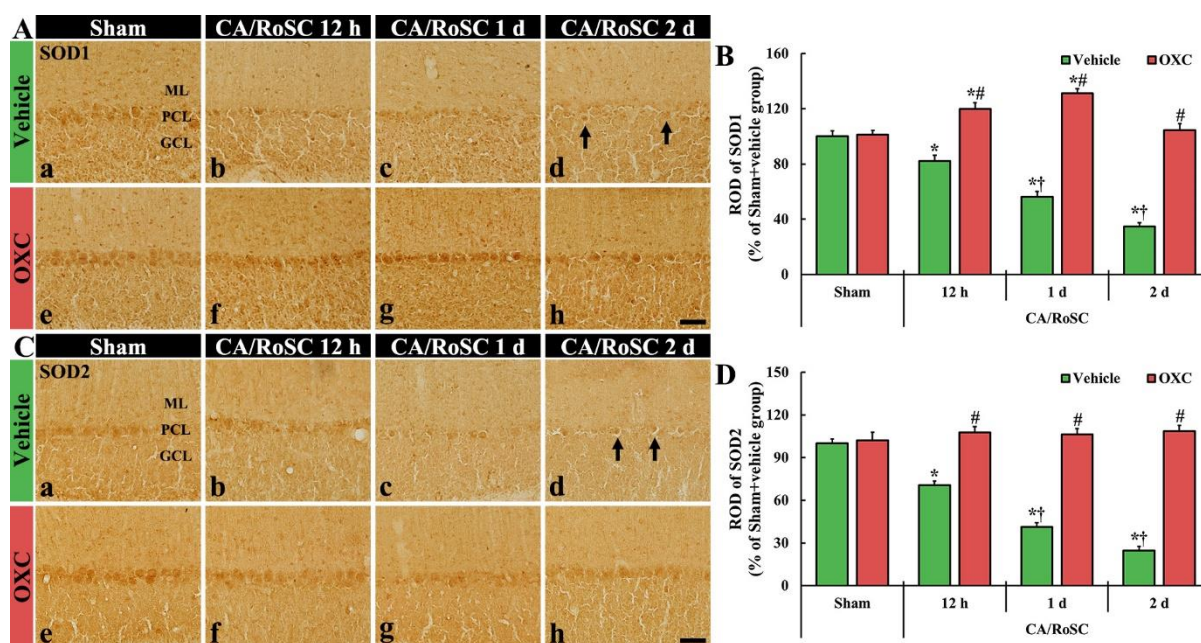 A
Sham
CA/RoSC 12 h
CA/RoSC 1 d
CA/RoSC 2 d
Vehicle
SOD1
ML
PCL
GCL
a
b
c
d
OXC
e
f
g
h
B
Vehicle
OXC
ROD of SOD1
(% of Sham+vehicle group)
160
120
80
40
0
*
*#
*†
*#
*†
#
Sham
12 h
1 d
2 d
CA/RoSC
C
Sham
CA/RoSC 12 h
CA/RoSC 1 d
CA/RoSC 2 d
Vehicle
SOD2
ML
PCL
GCL
a
b
c
d
OXC
e
f
g
h
D
Vehicle
OXC
ROD of SOD2
(% of Sham+vehicle group)
150
120
90
60
30
0
*
#
*†
#
*†
#
Sham
12 h
1 d
2 d
CA/RoSC